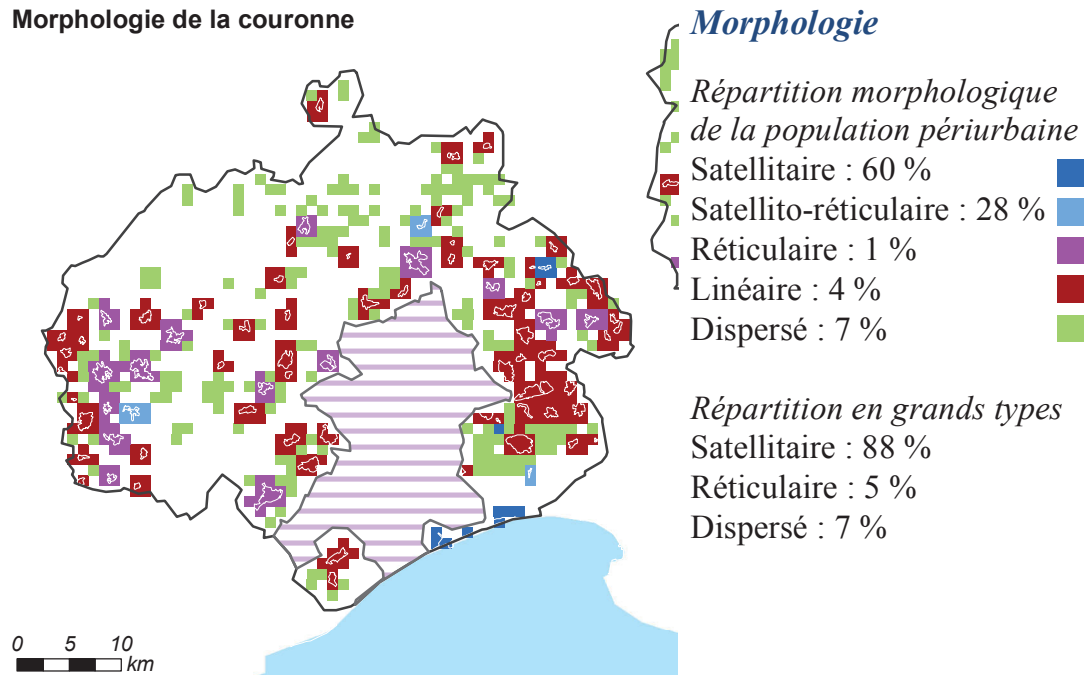 Morphologie de la couronne
0 5 10
km
Morphologie
Répartition morphologique
de la population périurbaine
Satellitaire : 60 %
Satellito-réticulaire : 28 %
Réticulaire : 1 %
Linéaire : 4 %
Dispersé : 7 %
Répartition en grands types
Satellitaire : 88 %
Réticulaire : 5 %
Dispersé : 7 %